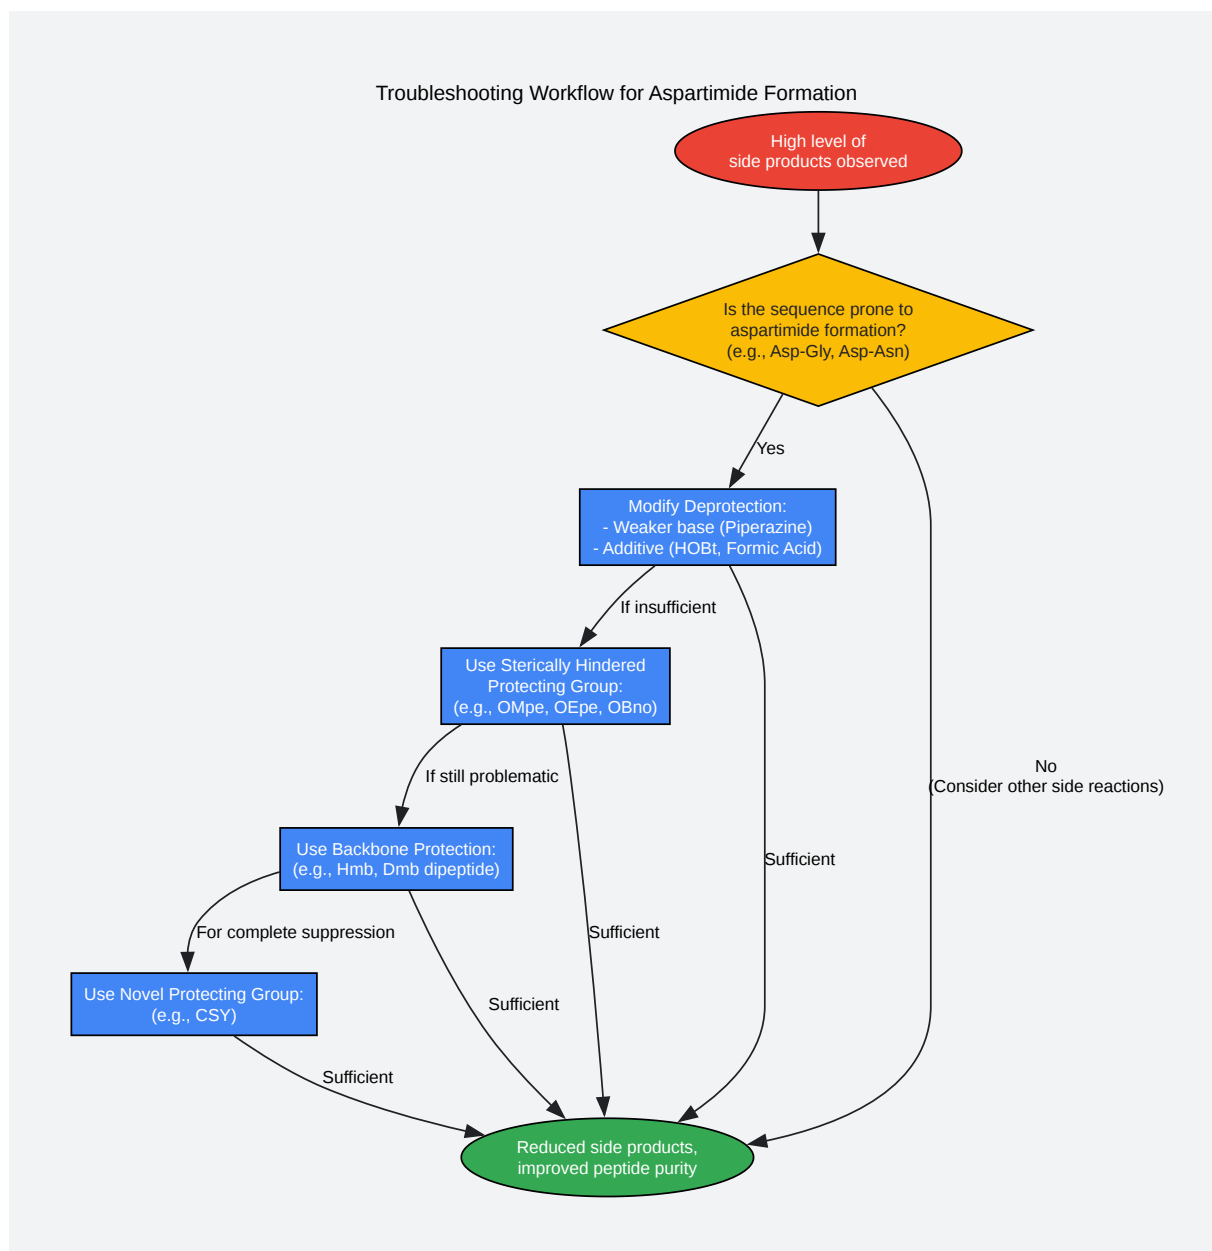 Troubleshooting Workflow for Aspartimide Formation
High level of
side products observed
Is the sequence prone to
aspartimide formation?
(e.g., Asp-Gly, Asp-Asn)
Yes
Modify Deprotection:
- Weaker base (Piperazine)
- Additive (HOBt, Formic Acid)
If insufficient
Use Sterically Hindered
Protecting Group:
(e.g., OMpe, OEpe, OBno)
If still problematic
No
(Consider other side reactions)
Use Backbone Protection:
(e.g., Hmb, Dmb dipeptide)
Sufficient
For complete suppression
Sufficient
Use Novel Protecting Group:
(e.g., CSY)
Sufficient
Sufficient
Reduced side products,
improved peptide purity